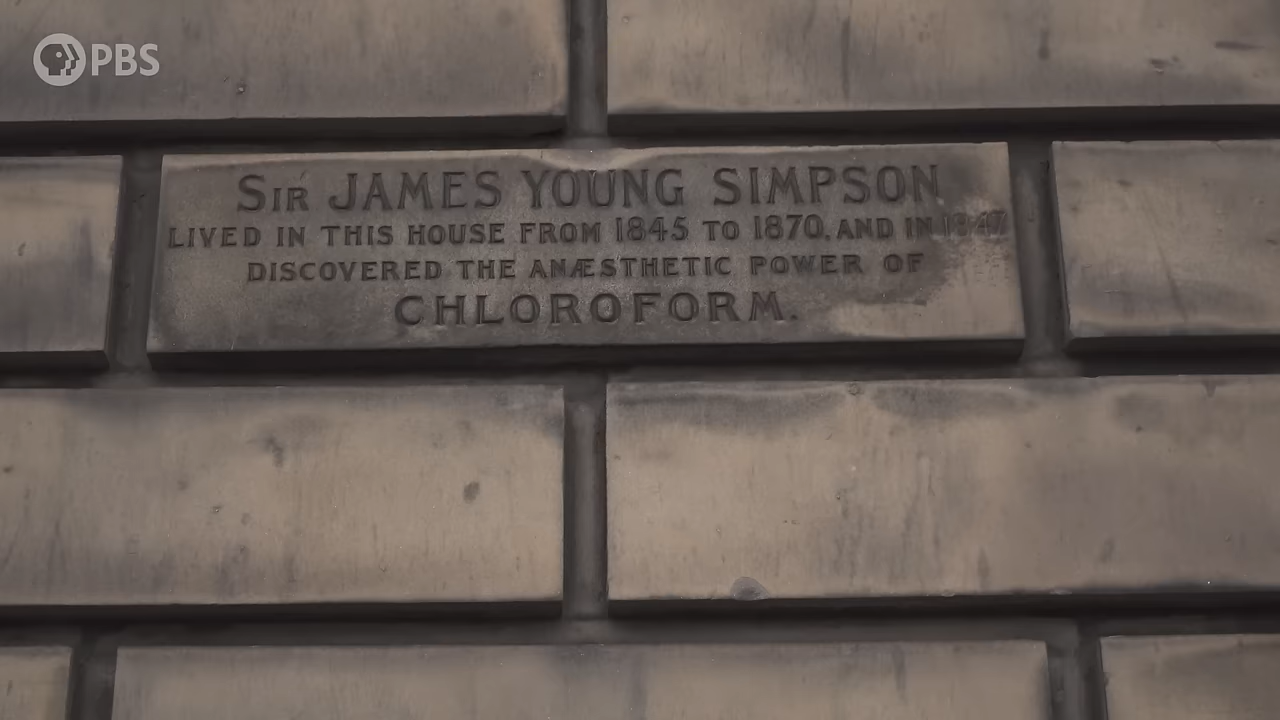 PBS
SIR JAMES YOUNG SIMPSON
LIVED IN THIS HOUSE FROM 1845 TO 1870, AND IN 1847
DISCOVERED THE ANÆSTHETIC POWER OF
CHLOROFORM.